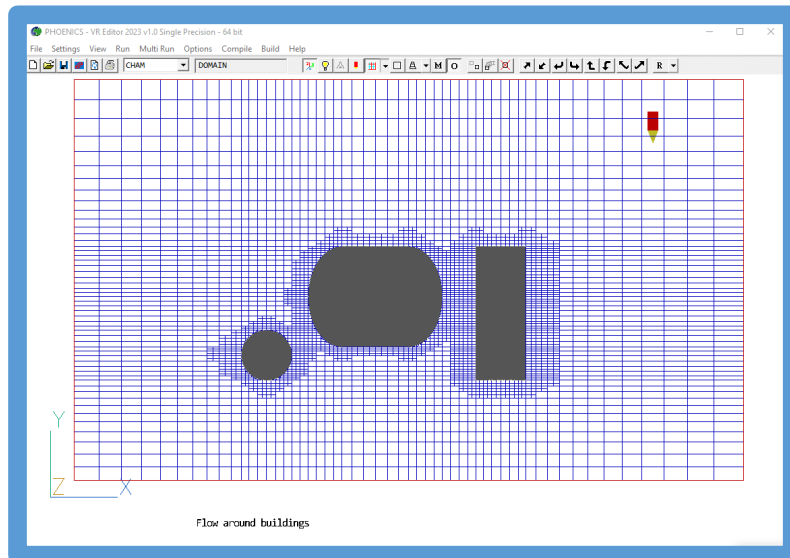 PHOENICS - VR Editor 2023 v1.0 Single Precision - 64 bit
File Settings View Run Multi Run Options Compile Build Help
CHAM DOMAIN M O R
Y
Z X
Flow around buildings